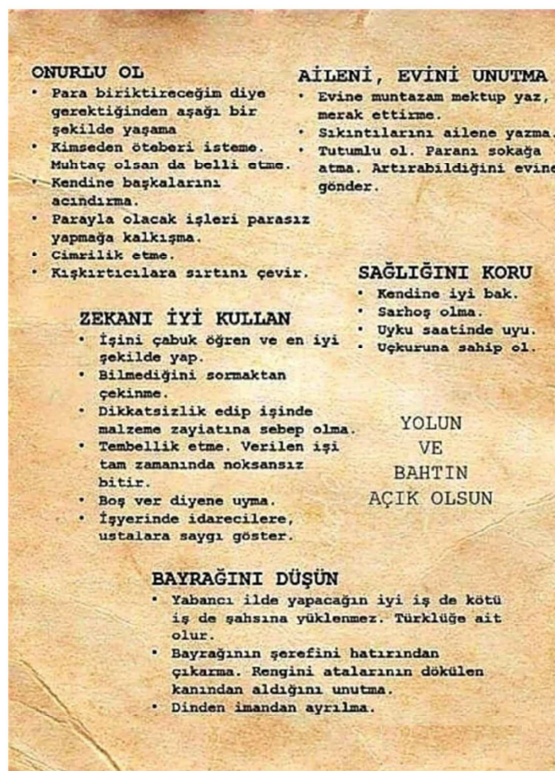 ONURLU OL
• Para biriktireceğim diye
gerektiğinden aşağı bir
şekilde yaşama
• Kimseden öteberi isteme.
Muhtaç olsan da belli etme.
• Kendine başkalarını
acındırma.
• Parayla olacak işleri parasız
yapmağa kalkışma.
• Cimrilik etme.
• Kışkırtıcılara sırtını çevir.
AİLENİ, EVİNİ UNUTMA
• Evine muntazam mektup yaz,
merak ettirme.
• Sıkıntılarını ailene yazma.
• Tutumlu ol. Paranı sokağa
atma. Artırabildiğini evine
gönder.
SAĞLIĞINI KORU
• Kendine iyi bak.
• Sarhoş olma.
• Uyku saatinde uyu.
• Uçkuruna sahip ol.
ZEKANI İYİ KULLAN
• İşini çabuk öğren ve en iyi
şekilde yap.
• Bilmediğini sormaktan
çekinme.
• Dikkatsizlik edip işinde
malzeme zayiatına sebep olma.
• Tembellik etme. Verilen işi
tam zamanında noksansız
bitir.
• Boş ver diyene uyma.
• İşyerinde idarecilere,
ustalara saygı göster.
YOLUN
VE
BAHTIN
AÇIK OLSUN
BAYRAĞINI DÜŞÜN
• Yabancı ilde yapacağın iyi iş de kötü
iş de şahsına yüklenmez. Türklüğe ait
olur.
• Bayrağının şerefini hatırından
çıkarma. Rengini atalarının dökülen
kanından aldığını unutma.
• Dinden imandan ayrılma.